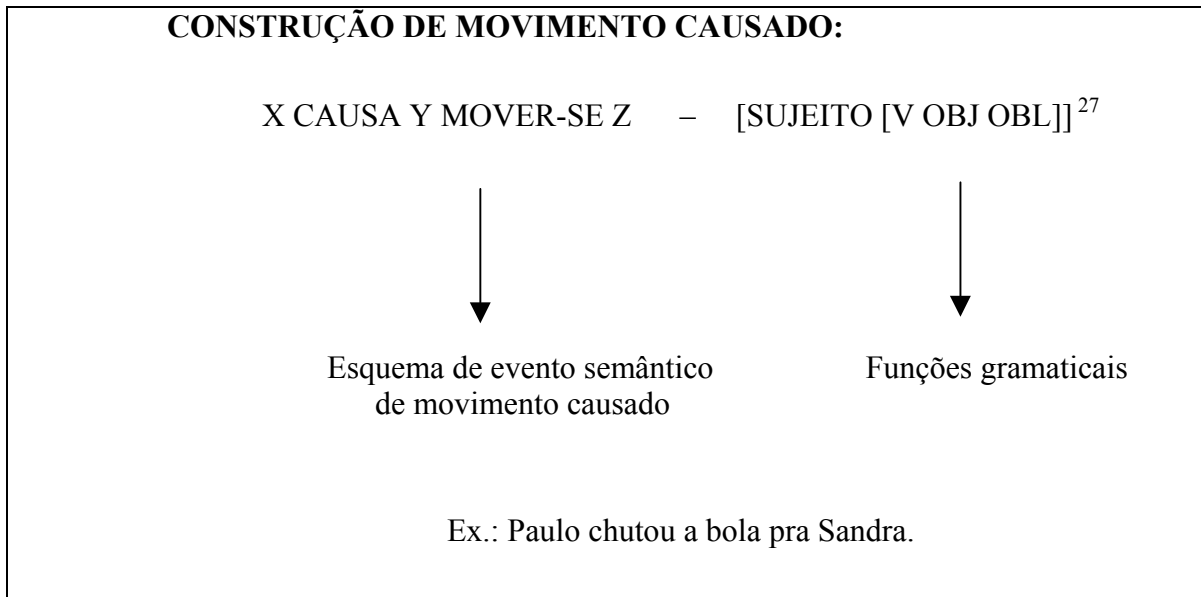 CONSTRUÇÃO DE MOVIMENTO CAUSADO:
X CAUSA Y MOVER-SE Z – [SUJEITO [V OBJ OBL]] 27
Esquema de evento semântico
de movimento causado
Funções gramaticais
Ex.: Paulo chutou a bola pra Sandra.